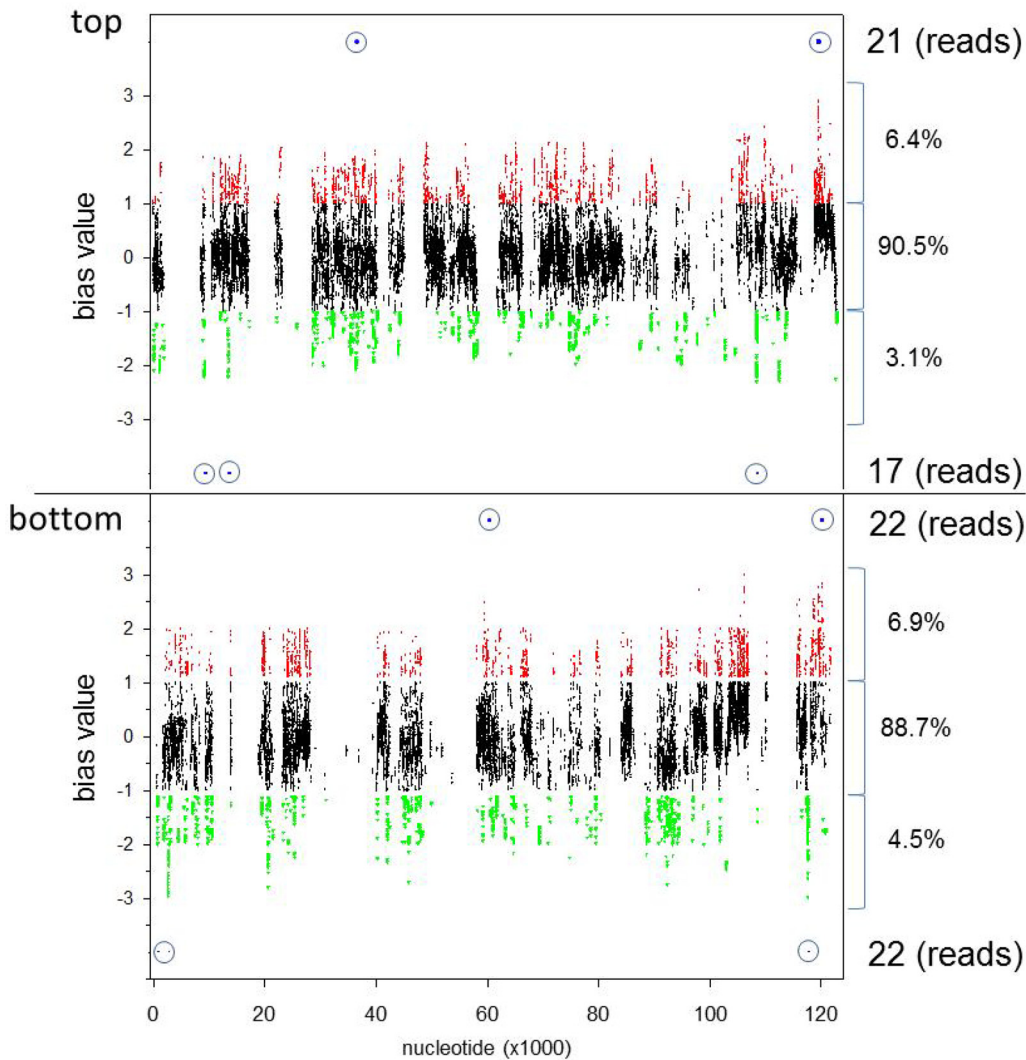 top
21 (reads)
3
2
1
0
-1
-2
-3
bias value
6.4%
90.5%
3.1%
17 (reads)
bottom
22 (reads)
3
2
1
0
-1
-2
-3
bias value
6.9%
88.7%
4.5%
22 (reads)
0 20 40 60 80 100 120
nucleotide (x1000)